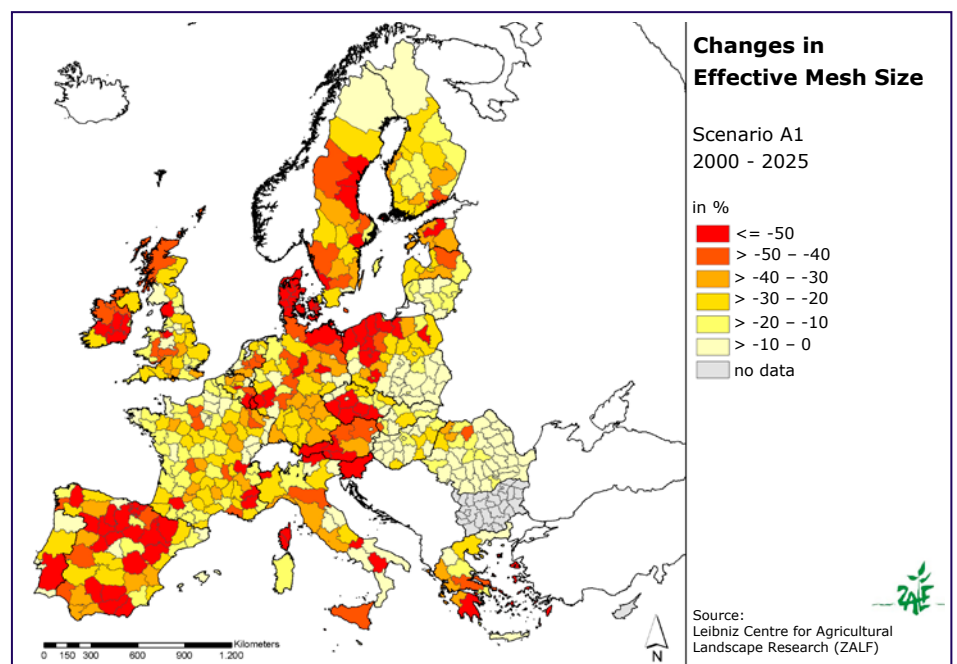 Changes in
Effective Mesh Size
Scenario A1
2000 - 2025
in %
<= -50
> -50 – -40
> -40 – -30
> -30 – -20
> -20 – -10
> -10 – 0
no data
ZALF
Source:
Leibniz Centre for Agricultural
Landscape Research (ZALF)
N
Kilometers
0 150 300 600 900 1.200